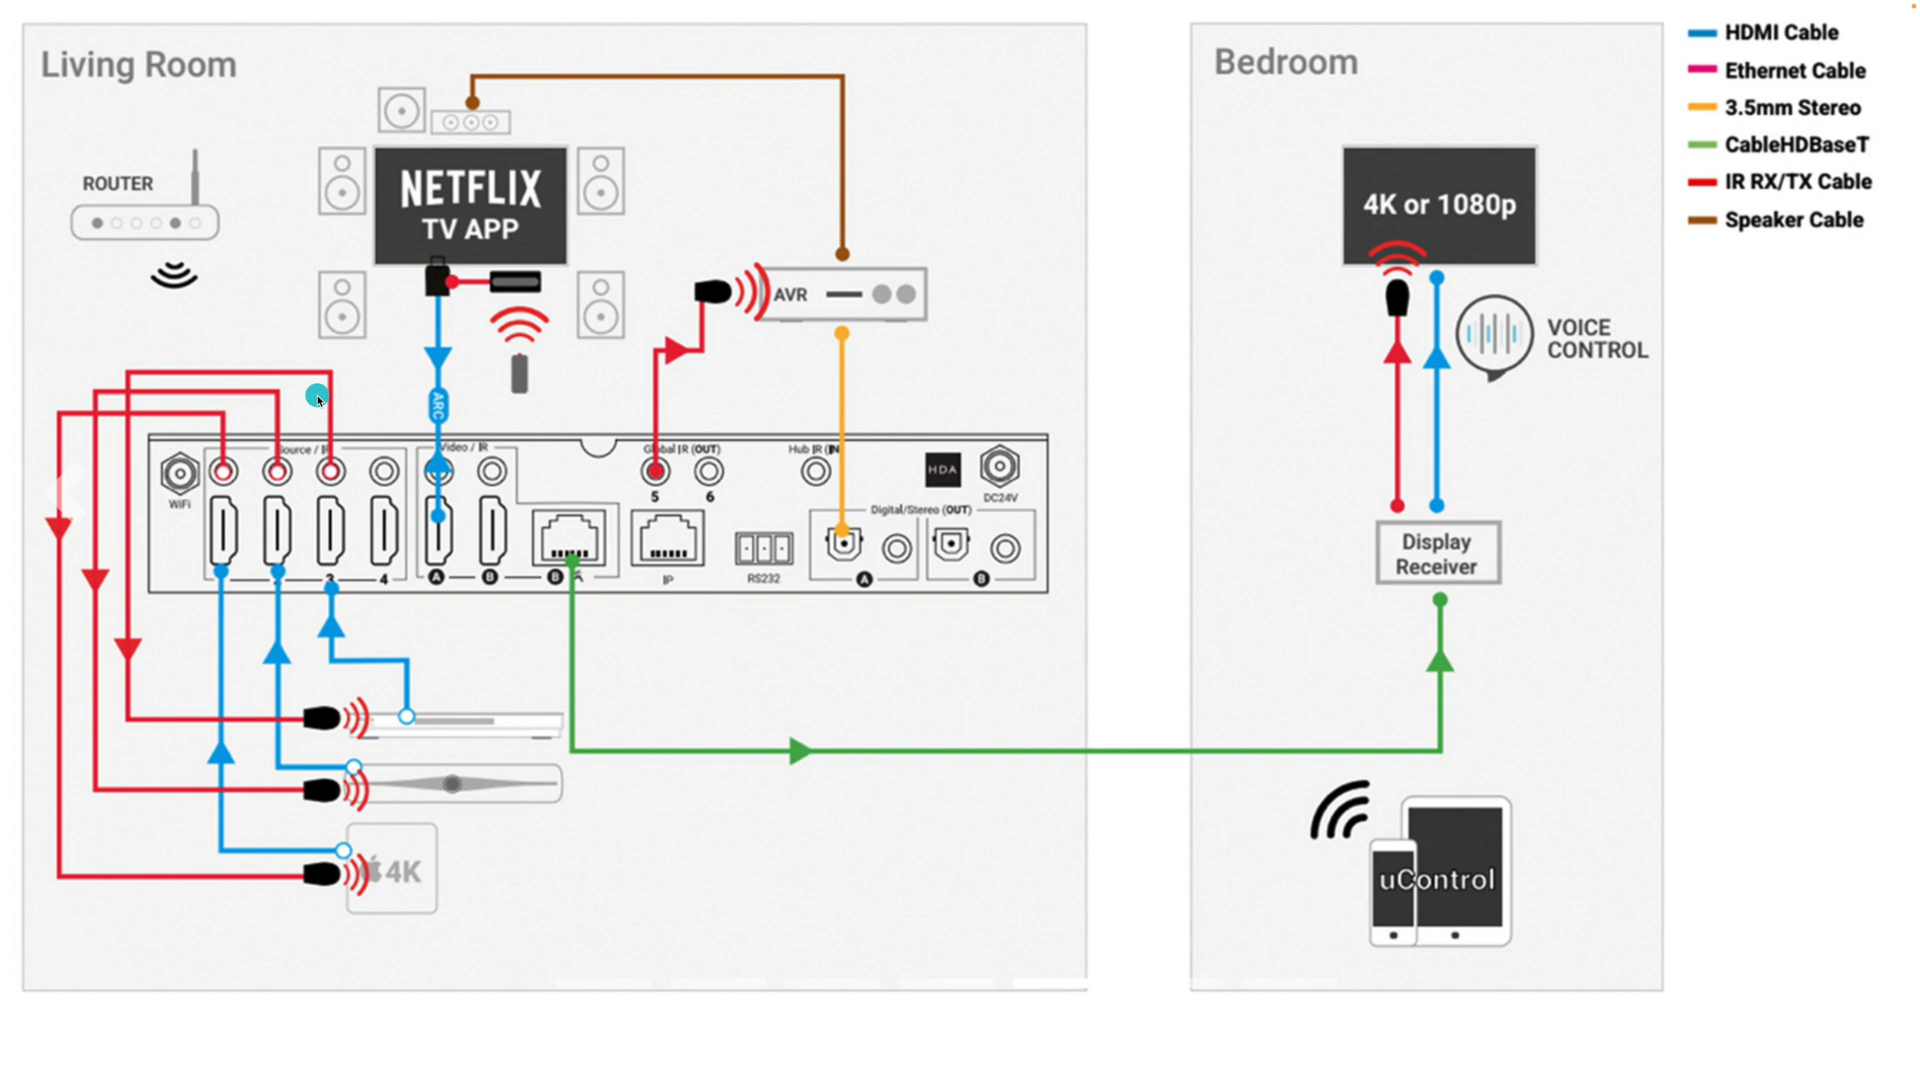 Living Room
Bedroom
HDMI Cable
Ethernet Cable
3.5mm Stereo
CableHDBaseT
IR RX/TX Cable
Speaker Cable
ROUTER
NETFLIX
TV APP
4K or 1080p
AVR
VOICE
CONTROL
ARC
Source / IR
Video / IR
Global IR (OUT)
Hub IR (IN
WiFi
HDA
DC24V
5
6
Digital/Stereo (OUT)
Display
Receiver
3
4
A
B
B
IP
RS232
A
B
4K
uControl